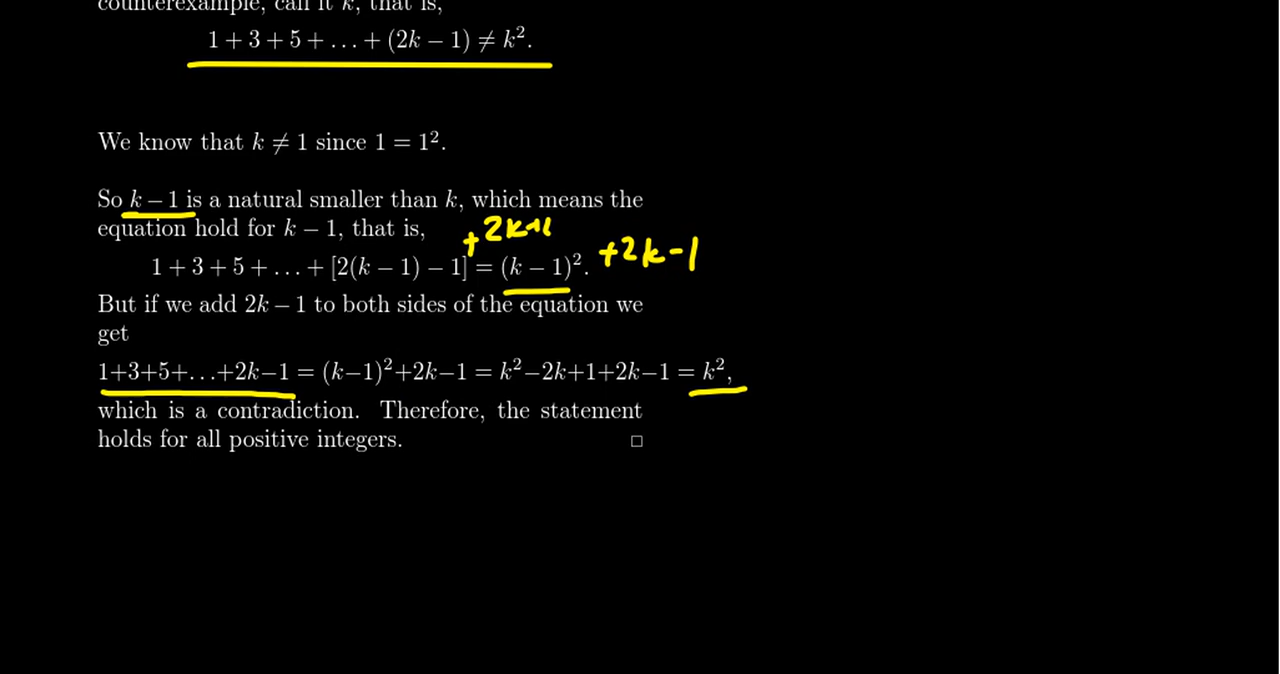 counterexample, call it k, that is,
1 + 3 + 5 + … + (2k − 1) ≠ k².
We know that k ≠ 1 since 1 = 1².
So k − 1 is a natural smaller than k, which means the
equation hold for k − 1, that is,
1 + 3 + 5 + … + [2(k − 1) − 1] = (k − 1)². +2k-1
But if we add 2k − 1 to both sides of the equation we
get
1+3+5+…+2k−1 = (k−1)²+2k−1 = k²−2k+1+2k−1 = k²,
which is a contradiction. Therefore, the statement
holds for all positive integers. □